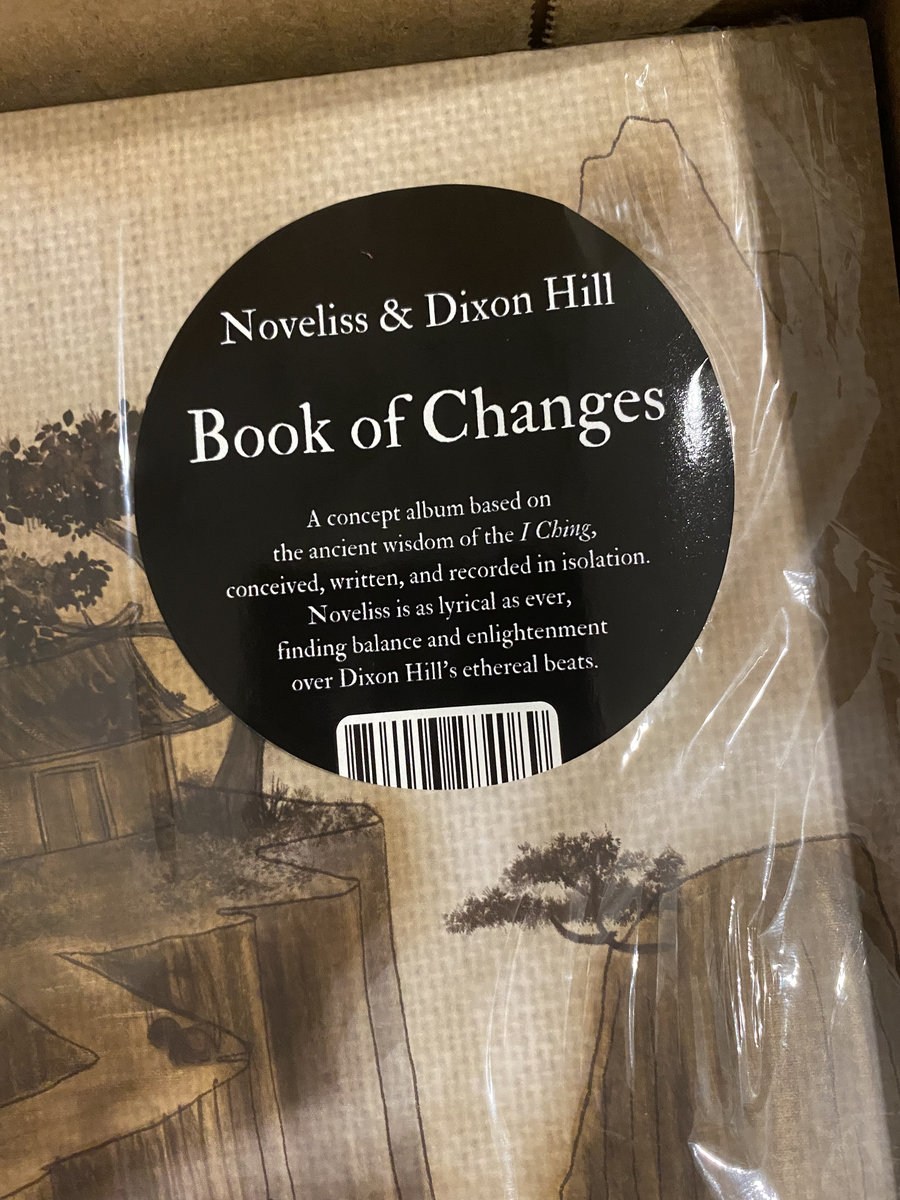 Noveliss & Dixon Hill
Book of Changes
A concept album based on
the ancient wisdom of the I Ching,
conceived, written, and recorded in isolation.
Noveliss is as lyrical as ever,
finding balance and enlightenment
over Dixon Hill's ethereal beats.